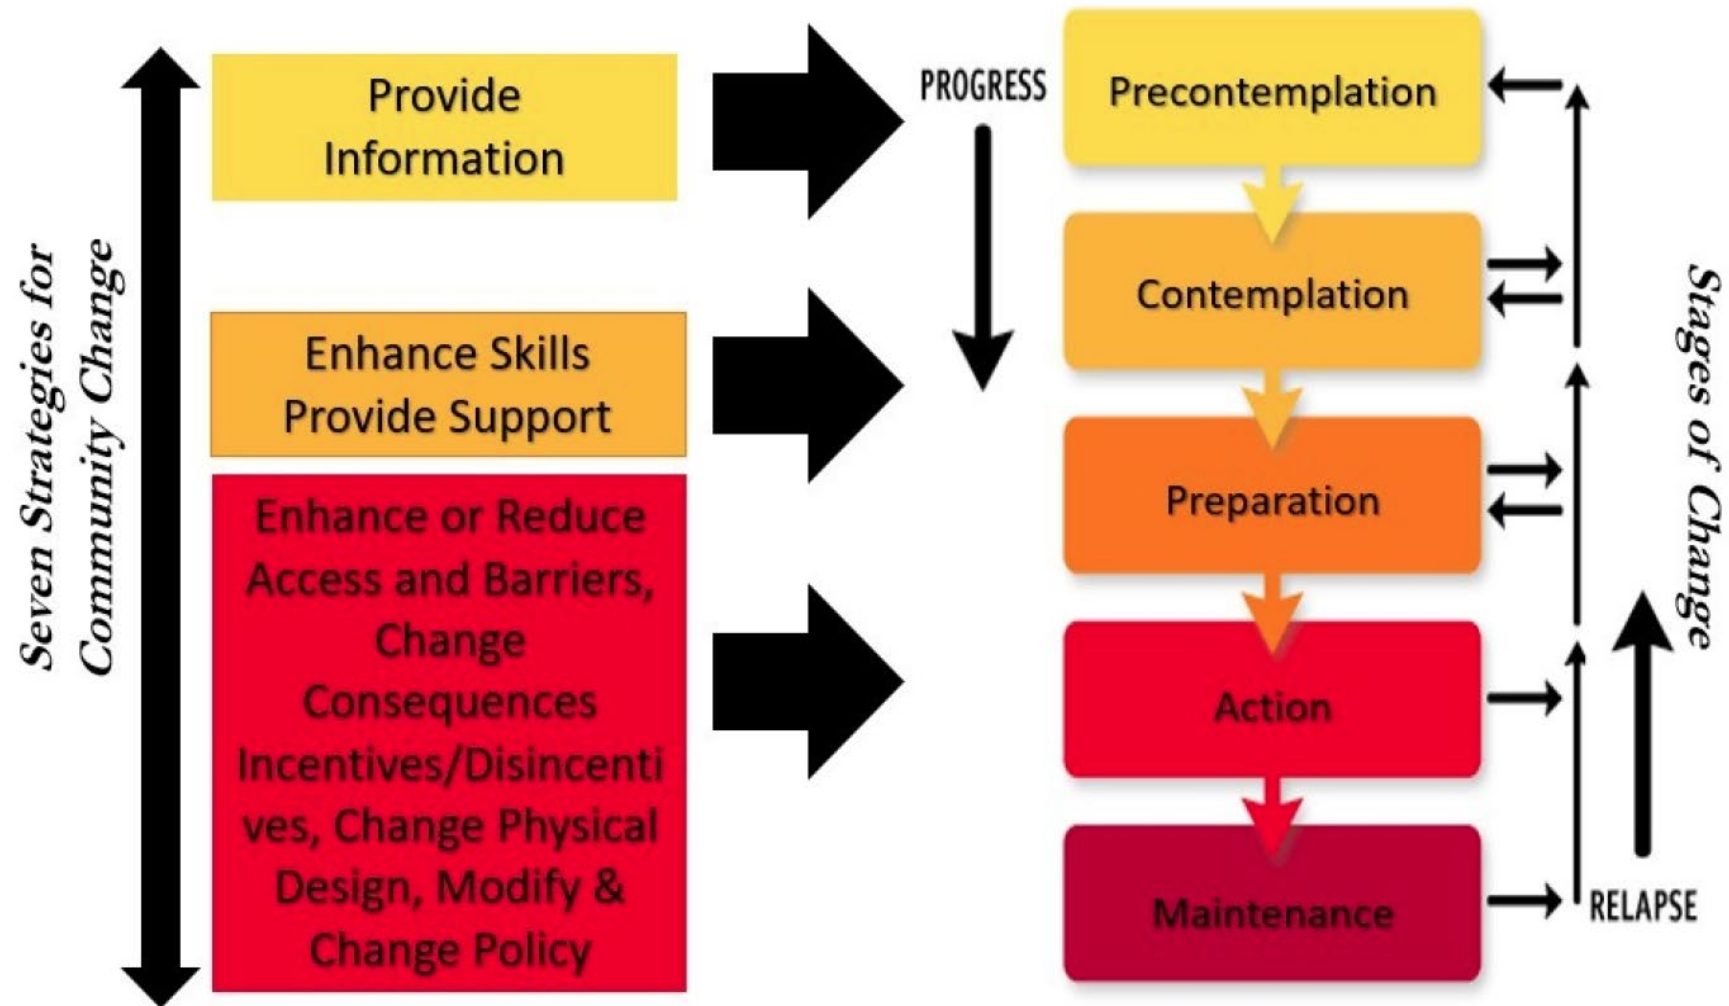 Seven Strategies for
Community Change
Provide
Information
Enhance Skills
Provide Support
Enhance or Reduce
Access and Barriers,
Change
Consequences
Incentives/Disincenti
ves, Change Physical
Design, Modify &
Change Policy
PROGRESS
Precontemplation
Contemplation
Preparation
Action
Maintenance
RELAPSE
Stages of Change